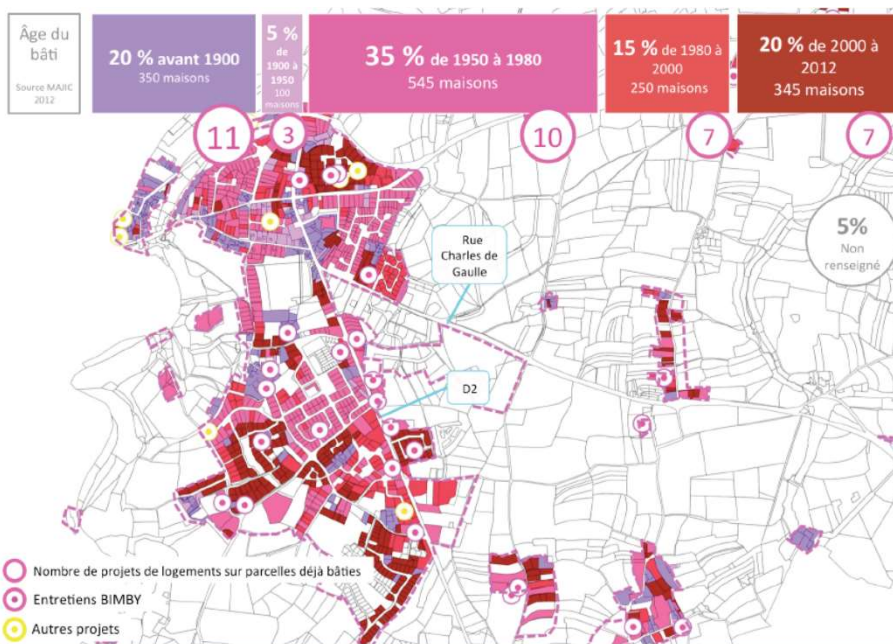 Âge du
bâti
Source MAJIC
2012
20 % avant 1900
350 maisons
5 %
de
1900 à
1950
100
maisons
35 % de 1950 à 1980
545 maisons
15 % de 1980 à
2000
250 maisons
20 % de 2000 à
2012
345 maisons
11
3
10
7
7
5%
Non
renseigné
Rue
Charles de
Gaulle
D2
Nombre de projets de logements sur parcelles déjà bâties
Entretiens BIMBY
Autres projets